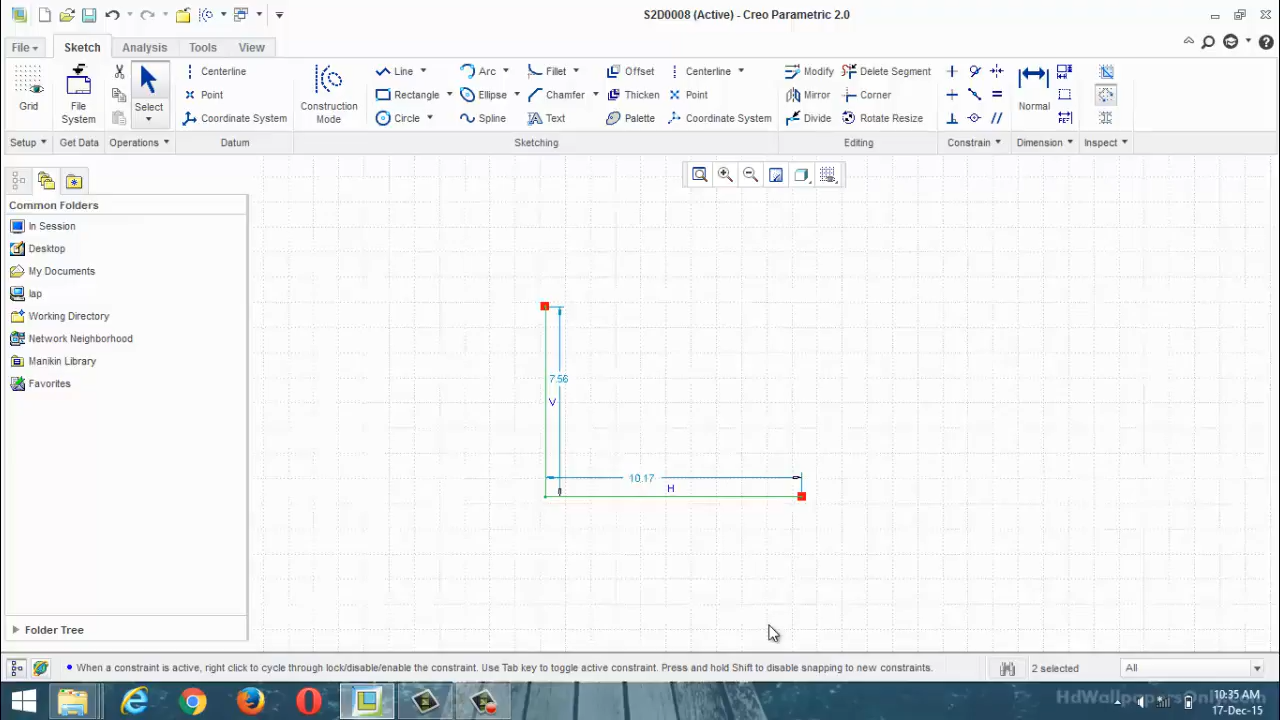 S2D0008 (Active) - Creo Parametric 2.0
File Sketch Analysis Tools View
Grid
File System
Select
Centerline
Point
Coordinate System
Construction Mode
Line Arc Fillet Offset Centerline
Rectangle Ellipse Chamfer Thicken Point
Circle Spline Text Palette Coordinate System
Modify Delete Segment
Mirror Corner
Divide Rotate Resize
Normal
Setup Get Data Operations Datum Sketching Editing Constrain Dimension Inspect
Common Folders
In Session
Desktop
My Documents
lap
Working Directory
Network Neighborhood
Manikin Library
Favorites
7.56
V
10.17
H
Folder Tree
When a constraint is active, right click to cycle through lock/disable/enable the constraint. Use Tab key to toggle active constraint. Press and hold Shift to disable snapping to new constraints.
2 selected
All
HdWallpapersOnly.com
10:35 AM
17-Dec-15